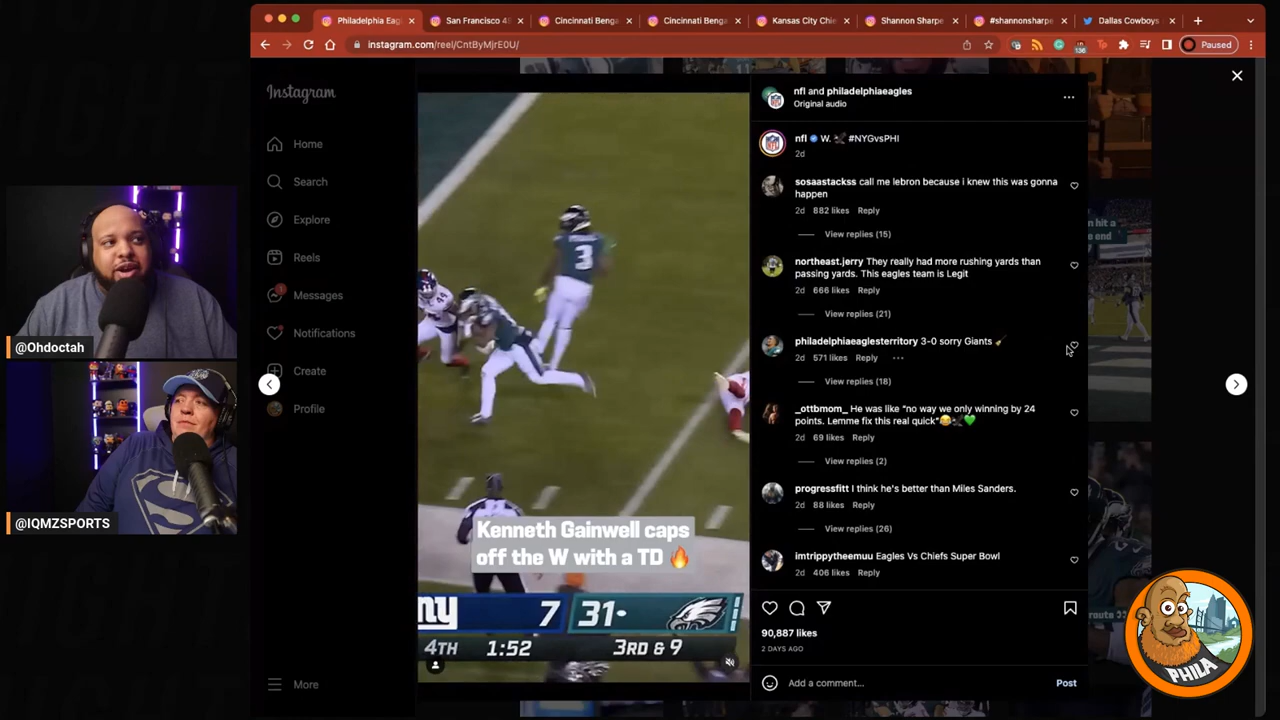 Philadelphia Eagl
San Francisco 4
Cincinnati Benga
Cincinnati Benga
Kansas City Chie
Shannon Sharpe
#shannonsharpe
Dallas Cowboys
instagram.com/reel/CntByMjrE0U/
136
Paused
Instagram
Home
Search
Explore
Reels
1
Messages
Notifications
Create
Profile
More
@Ohdoctah
@IQMZSPORTS
3
Kenneth Gainwell caps
off the W with a TD 🔥
ny 7 31
4TH 1:52 3RD & 9
nfl and philadelphiaeagles
Original audio
nfl W. 🦅 #NYGvsPHI
2d
sosaastackss call me lebron because i knew this was gonna
happen
2d 882 likes Reply
View replies (15)
northeast.jerry They really had more rushing yards than
passing yards. This eagles team is Legit
2d 666 likes Reply
View replies (21)
philadelphiaeaglesterritory 3-0 sorry Giants 🧹
2d 571 likes Reply
View replies (18)
_ottbmom_ He was like “no way we only winning by 24
points. Lemme fix this real quick”😂🦅💚
2d 69 likes Reply
View replies (2)
progressfitt I think he's better than Miles Sanders.
2d 88 likes Reply
View replies (26)
imtrippytheemuu Eagles Vs Chiefs Super Bowl
2d 406 likes Reply
90,887 likes
2 DAYS AGO
Add a comment...
Post
PHILA